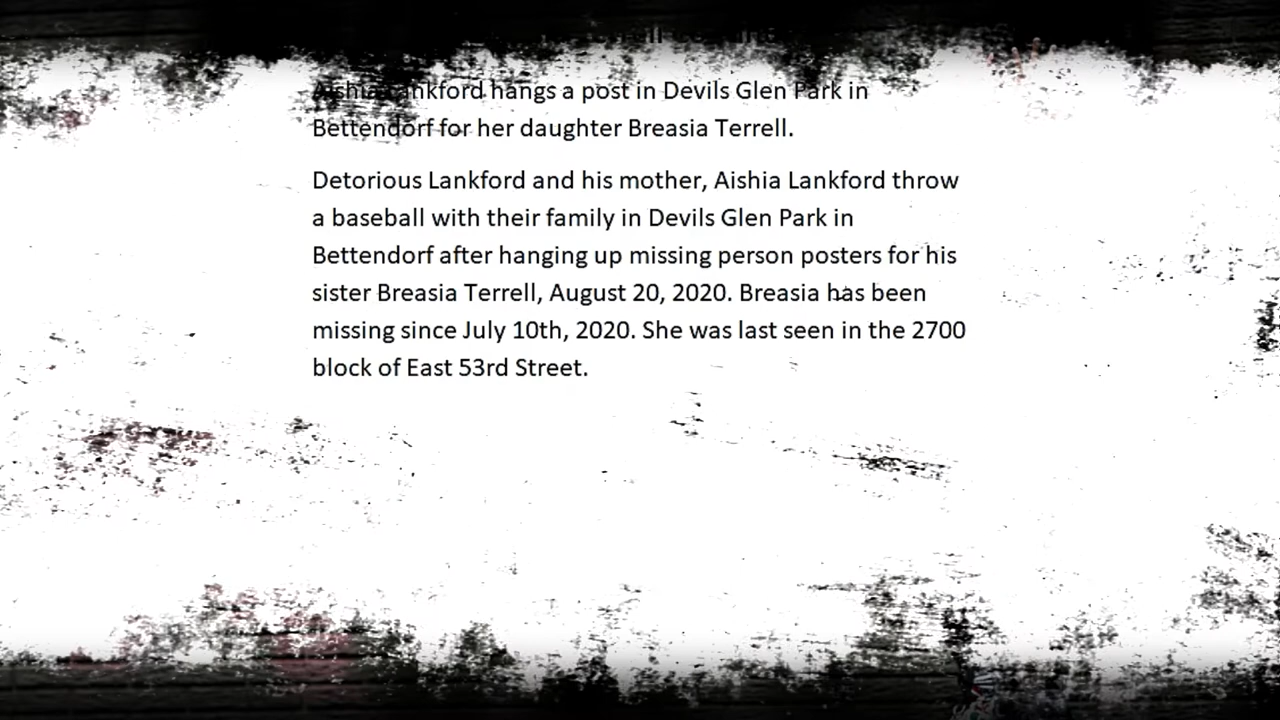 Aishia Lankford hangs a post in Devils Glen Park in
Bettendorf for her daughter Breasia Terrell.
Detorious Lankford and his mother, Aishia Lankford throw
a baseball with their family in Devils Glen Park in
Bettendorf after hanging up missing person posters for his
sister Breasia Terrell, August 20, 2020. Breasia has been
missing since July 10th, 2020. She was last seen in the 2700
block of East 53rd Street.